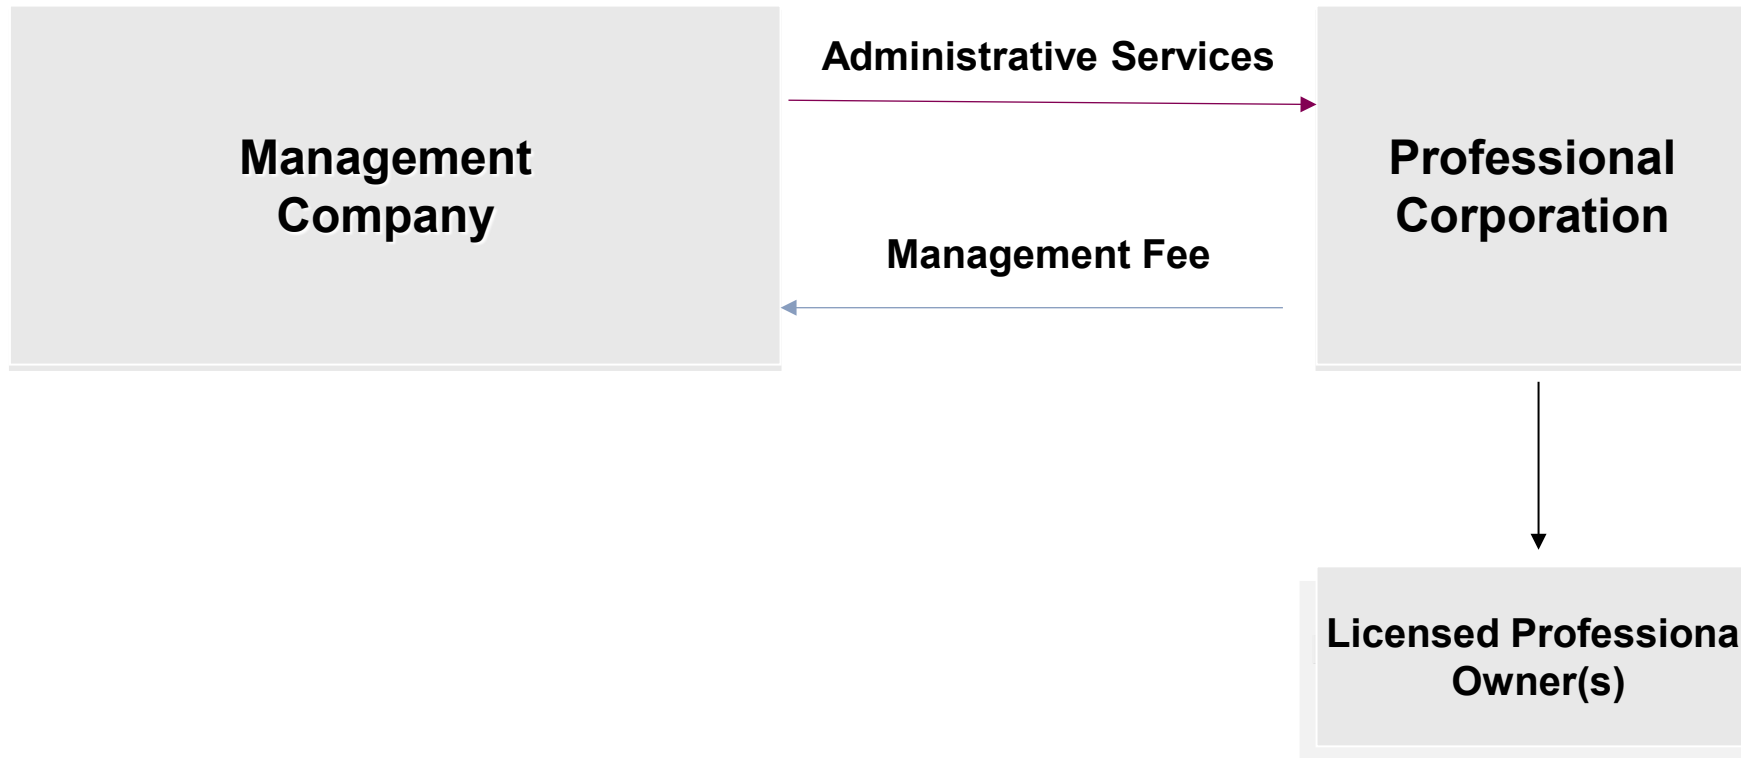 Administrative Services
Management
Company
Professional
Corporation
Management Fee
Licensed Professiona
Owner(s)